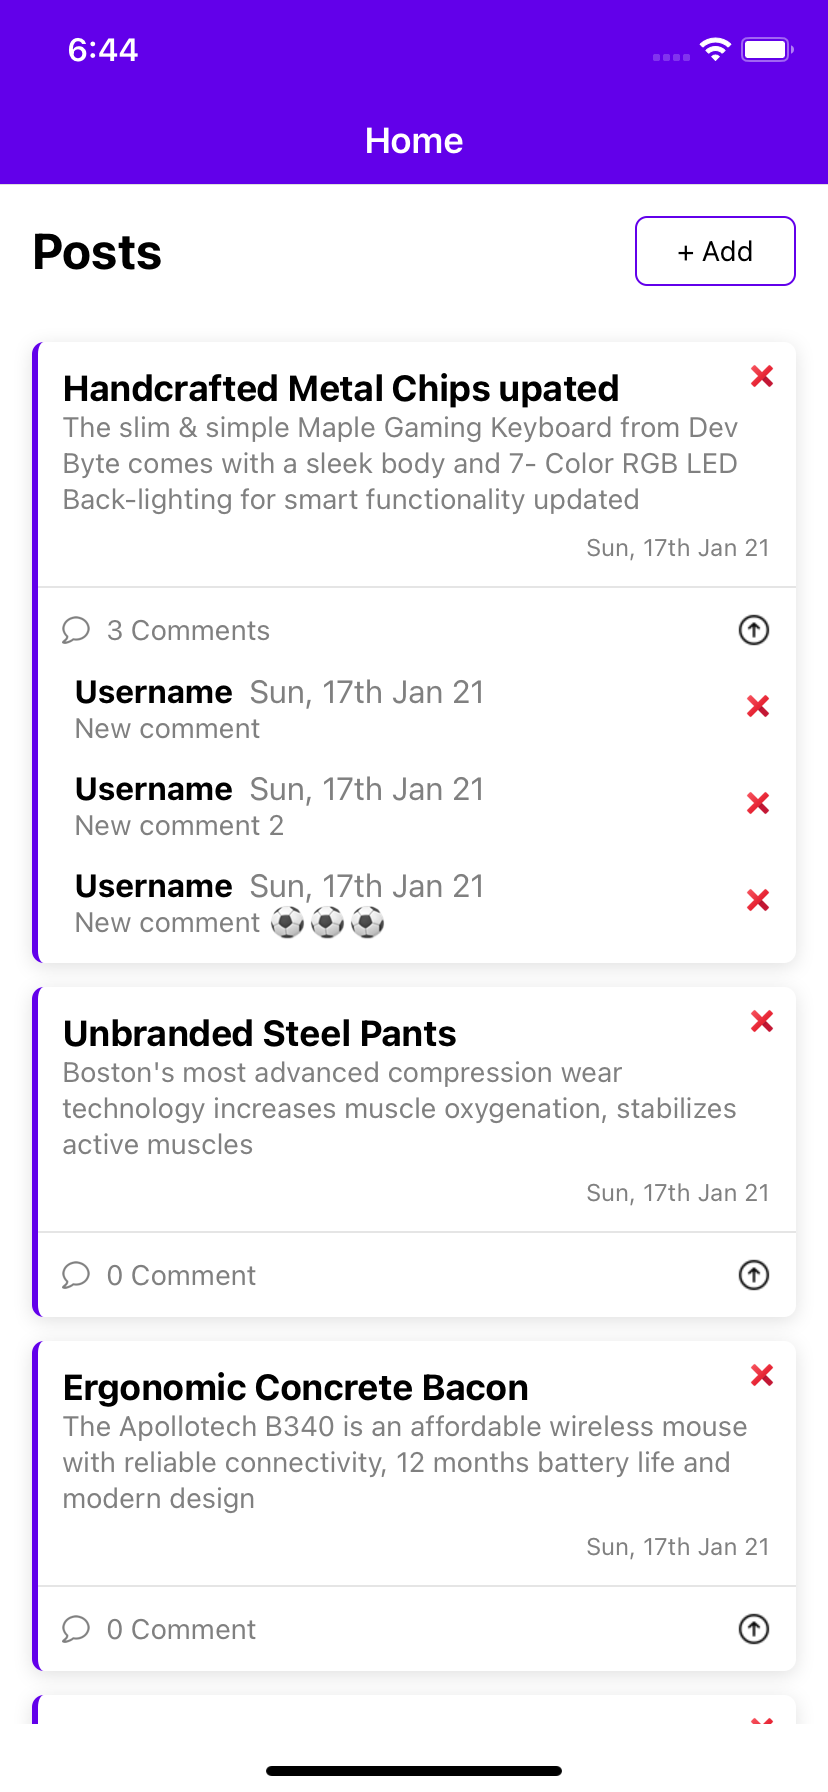 6:44
Home
Posts
+ Add
Handcrafted Metal Chips upated
The slim & simple Maple Gaming Keyboard from Dev
Byte comes with a sleek body and 7- Color RGB LED
Back-lighting for smart functionality updated
Sun, 17th Jan 21
3 Comments
Username Sun, 17th Jan 21
New comment
Username Sun, 17th Jan 21
New comment 2
Username Sun, 17th Jan 21
New comment ⚽⚽⚽
Unbranded Steel Pants
Boston's most advanced compression wear
technology increases muscle oxygenation, stabilizes
active muscles
Sun, 17th Jan 21
0 Comment
Ergonomic Concrete Bacon
The Apollotech B340 is an affordable wireless mouse
with reliable connectivity, 12 months battery life and
modern design
Sun, 17th Jan 21
0 Comment